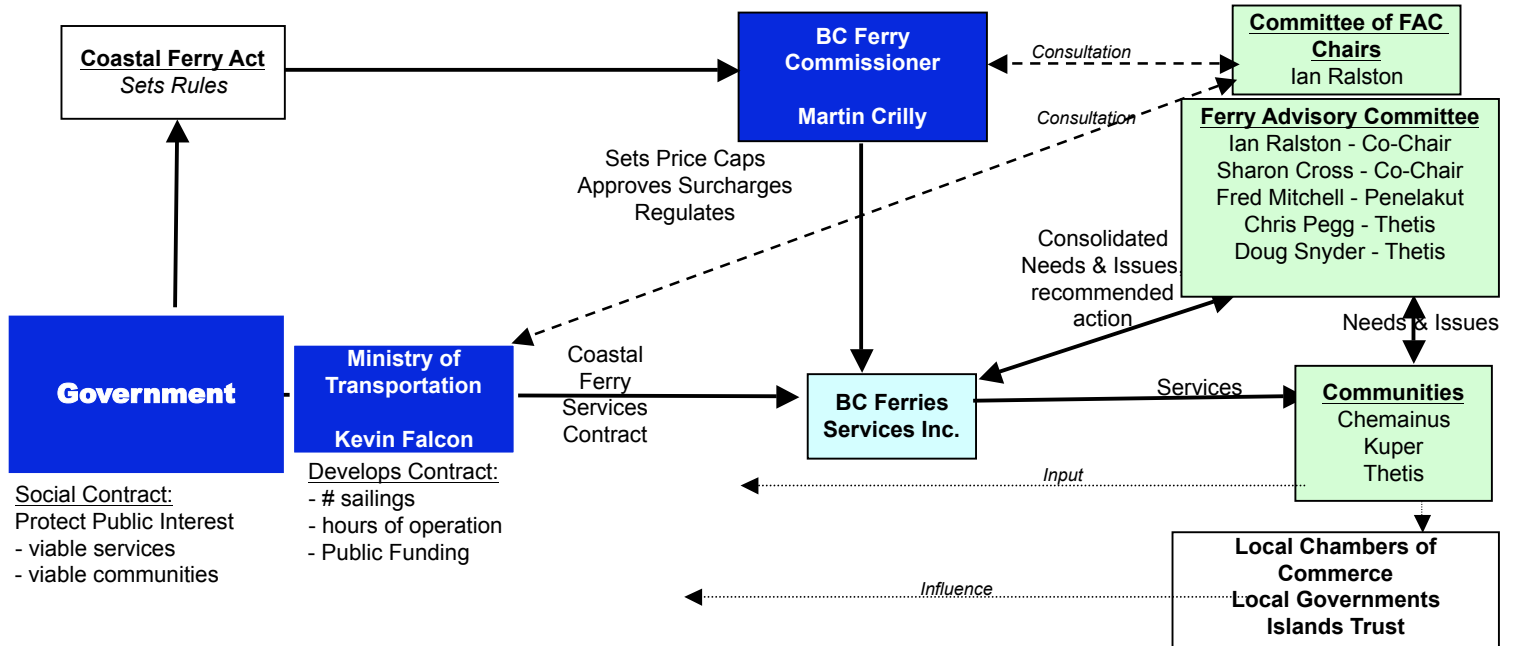 Coastal Ferry Act
Sets Rules
BC Ferry
Commissioner
Martin Crilly
Consultation
Committee of FAC
Chairs
Ian Ralston
Consultation
Ferry Advisory Committee
Ian Ralston - Co-Chair
Sharon Cross - Co-Chair
Fred Mitchell - Penelakut
Chris Pegg - Thetis
Doug Snyder - Thetis
Sets Price Caps
Approves Surcharges
Regulates
Consolidated
Needs & Issues,
recommended
action
Needs & Issues
Government
Ministry of
Transportation
Kevin Falcon
Coastal
Ferry
Services
Contract
BC Ferries
Services Inc.
Services
Communites
Chemainus
Kuper
Thetis
Social Contract:
Protect Public Interest
- viable services
- viable communities
Develops Contract:
- # sailings
- hours of operation
- Public Funding
Input
Influence
Local Chambers of
Commerce
Local Governments
Islands Trust